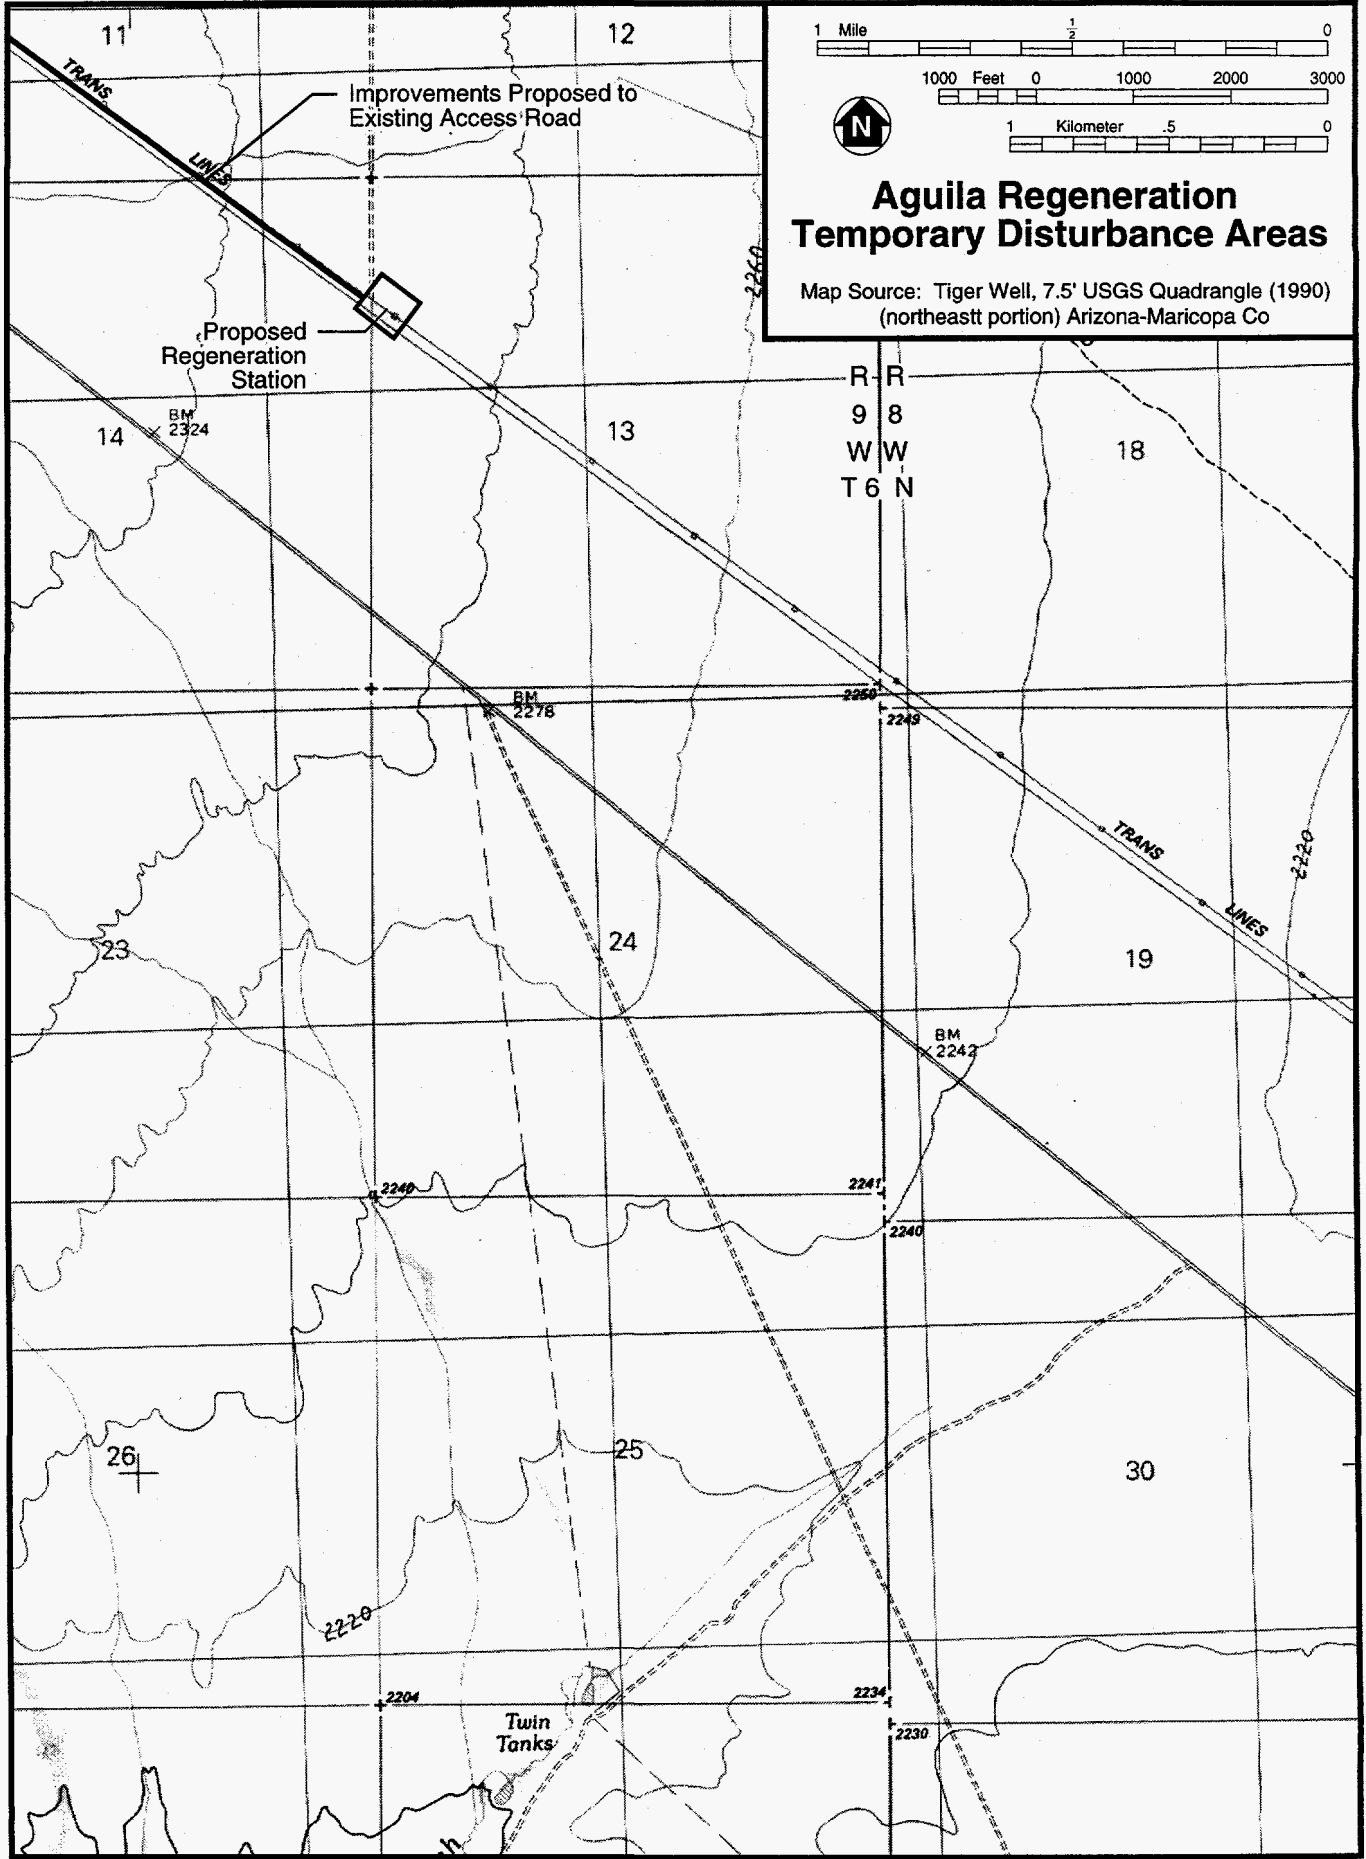 11
12
1 Mile ½ 0
1000 Feet 0 1000 2000 3000
1 Kilometer .5 0
N
Aguila Regeneration
Temporary Disturbance Areas
Map Source: Tiger Well, 7.5' USGS Quadrangle (1990)
(northeastt portion) Arizona-Maricopa Co
TRANS
LINES
Improvements Proposed to
Existing Access Road
2260
Proposed
Regeneration
Station
R R
9 8
W W
T 6 N
BM
2324
14
13
18
BM
2278
2250
2249
TRANS
LINES
2220
23
24
19
BM
2242
2240
2241
2240
26
25
30
2220
2204
2234
2230
Twin
Tanks